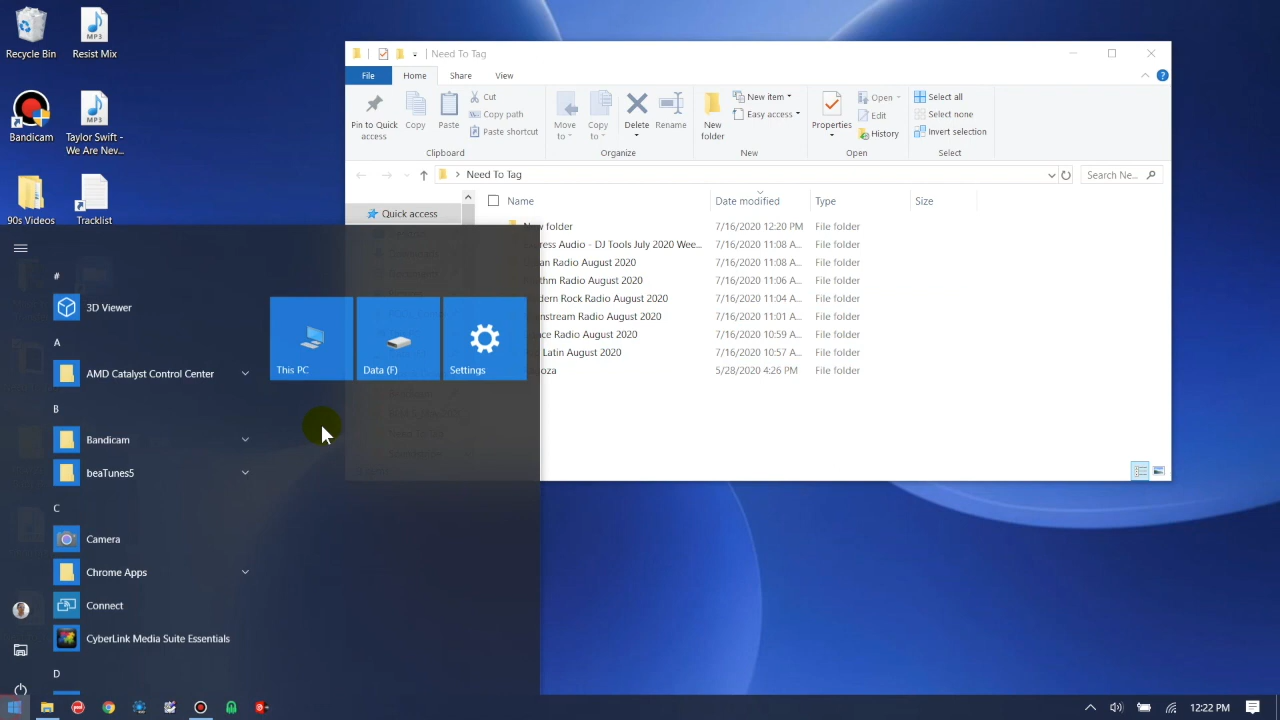 Recycle Bin
MP3
Resist Mix
Bandicam
MP3
Taylor Swift -
We Are Nev...
90s Videos
Tracklist
Need To Tag
File
Home
Share
View
Pin to Quick
access
Copy
Paste
Cut
Copy path
Paste shortcut
Clipboard
Move
to
Copy
to
Delete
Rename
Organize
New
folder
New item
Easy access
New
Properties
Open
Edit
History
Open
Select all
Select none
Invert selection
Select
Need To Tag
Search Ne...
Quick access
Name
Date modified
Type
Size
New folder
7/16/2020 12:20 PM
File folder
Audio - DJ Tools July 2020 Wee...
7/16/2020 11:08 A...
File folder
Radio August 2020
7/16/2020 11:08 A...
File folder
Radio August 2020
7/16/2020 11:06 A...
File folder
Rock Radio August 2020
7/16/2020 11:04 A...
File folder
Radio August 2020
7/16/2020 11:01 A...
File folder
Radio August 2020
7/16/2020 10:59 A...
File folder
Latin August 2020
7/16/2020 10:57 A...
File folder
5/28/2020 4:26 PM
File folder
#
3D Viewer
A
AMD Catalyst Control Center
B
Bandicam
beaTunes5
C
Camera
Chrome Apps
Connect
CyberLink Media Suite Essentials
D
This PC
Data (F)
Settings
12:22 PM